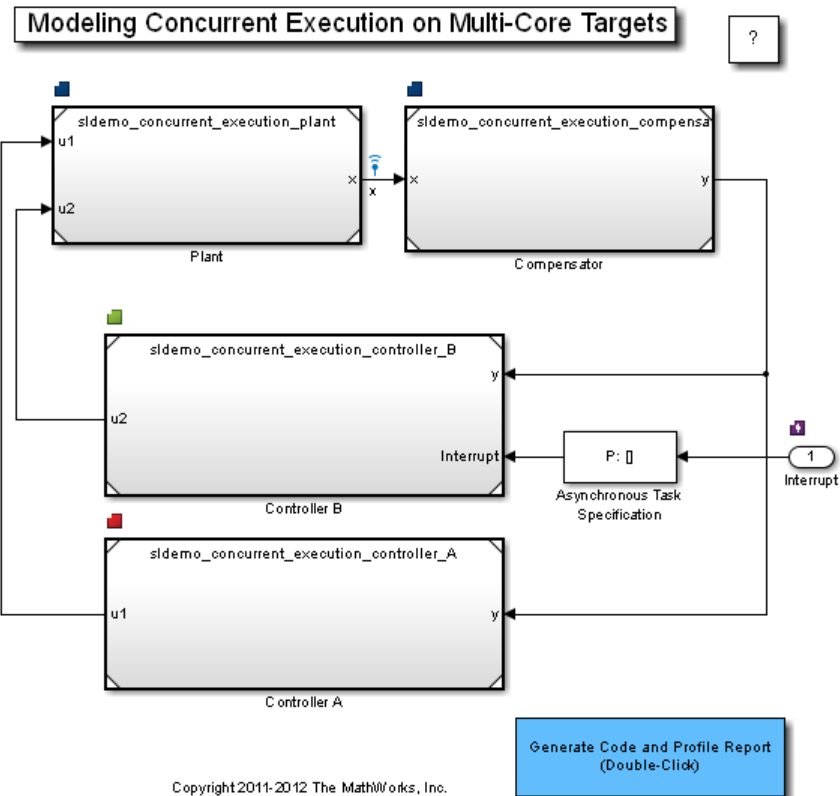 Modeling Concurrent Execution on Multi-Core Targets
?
sldemo_concurrent_execution_plant
u1
u2
x
x
Plant
sldemo_concurrent_execution_compensa
x
y
Compensator
sldemo_concurrent_execution_controller_B
y
u2
Interrupt
Controller B
P: []
Asynchronous Task
Specification
1
Interrupt
sldemo_concurrent_execution_controller_A
u1
y
Controller A
Generate Code and Profile Report
(Double-Click)
Copyright 2011-2012 The MathWorks, Inc.